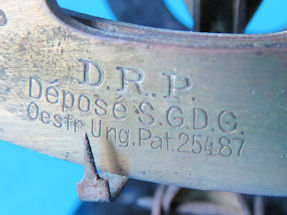 D.R.P.
Déposé S.G.D.G.
Oestr Ung.Pat.25487